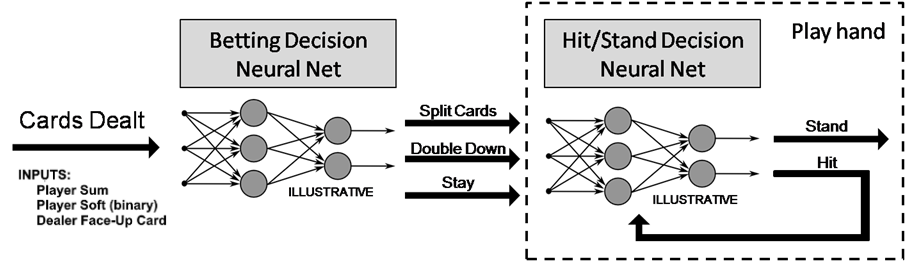 Betting Decision
Neural Net
Hit/Stand Decision
Neural Net
Play hand
Cards Dealt
INPUTS:
Player Sum
Player Soft (binary)
Dealer Face-Up Card
ILLUSTRATIVE
Split Cards
Double Down
Stay
ILLUSTRATIVE
Stand
Hit